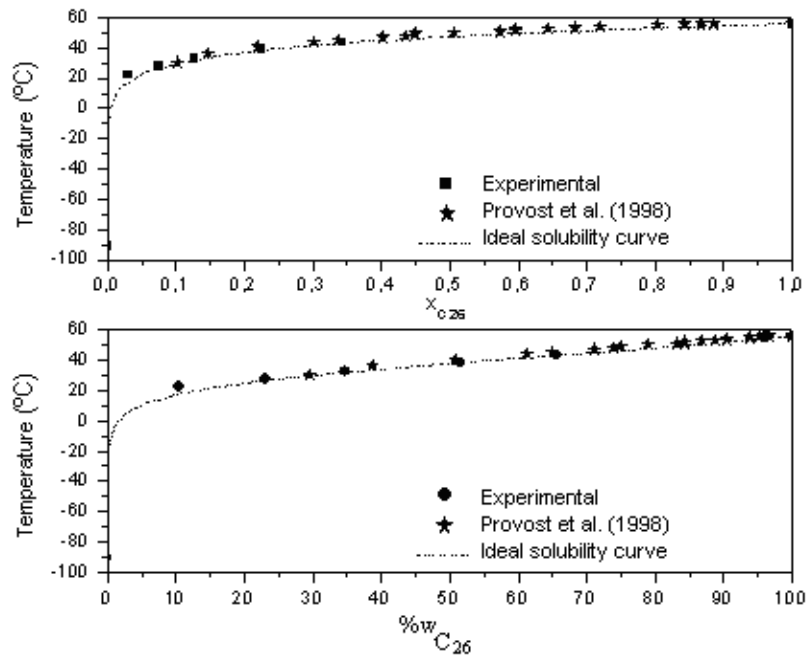 60
40
20
0
-20
-40
-60
-80
-100
Temperature (ºC)
Experimental
Provost et al. (1998)
Ideal solubility curve
0,0 0,1 0,2 0,3 0,4 0,5 0,6 0,7 0,8 0,9 1,0
x C26
60
40
20
0
-20
-40
-60
-80
-100
Temperature (ºC)
Experimental
Provost et al. (1998)
Ideal solubility curve
0 10 20 30 40 50 60 70 80 90 100
%w C26